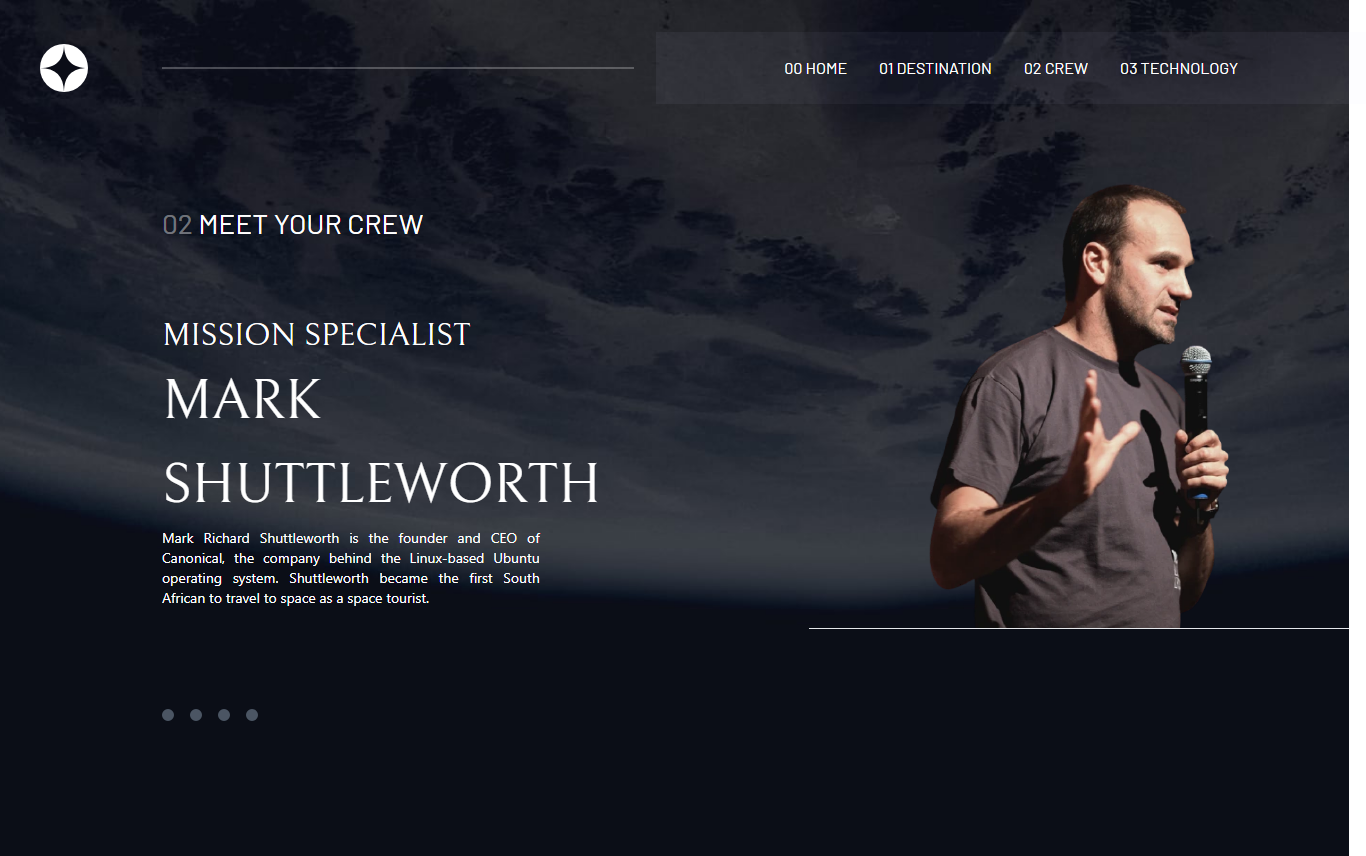 00 HOME 01 DESTINATION 02 CREW 03 TECHNOLOGY
02 MEET YOUR CREW
MISSION SPECIALIST
MARK
SHUTTLEWORTH
Mark Richard Shuttleworth is the founder and CEO of
Canonical, the company behind the Linux-based Ubuntu
operating system. Shuttleworth became the first South
African to travel to space as a space tourist.